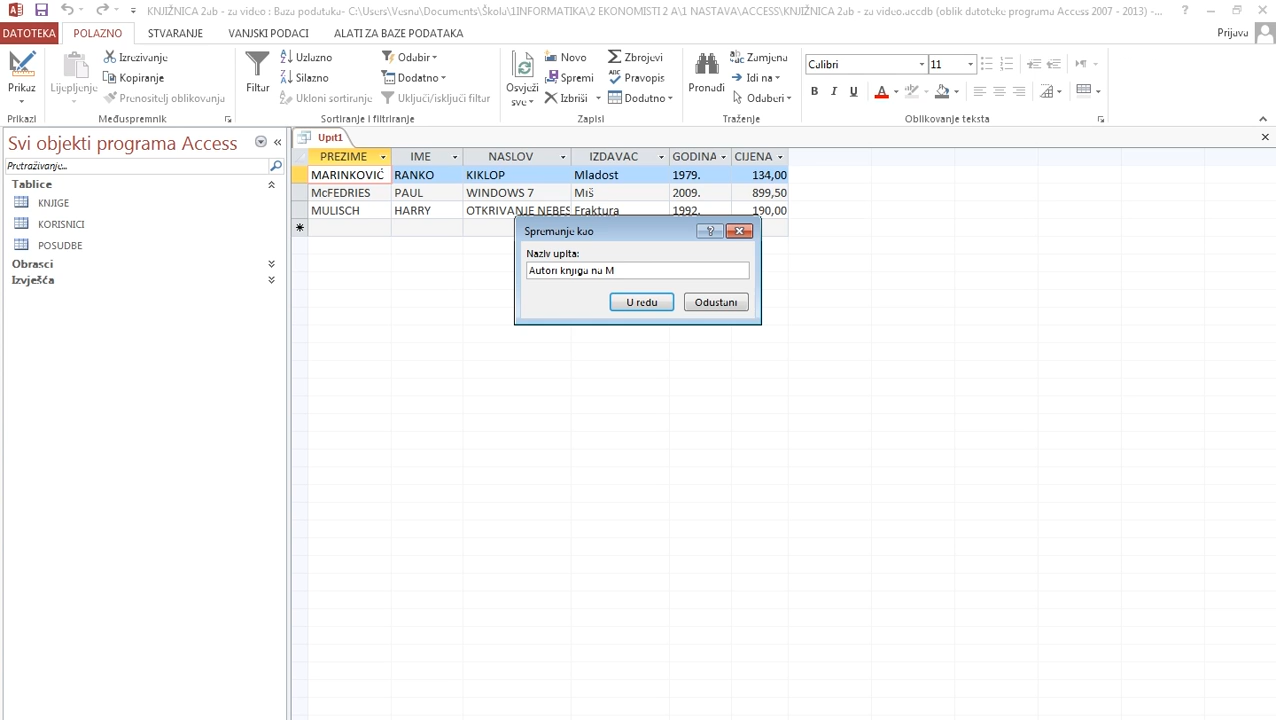 KNJIŽNICA 2ab - za video : Baza podataka- C:\Users\Vesna\Documents\Škola\1INFORMATIKA\2 EKONOMISTI 2 A\1 NASTAVA\ACCESS\KNJIŽNICA 2ab - za video.accdb (oblik datoteke programa Access 2007 - 2013) -...
DATOTEKA POLAZNO STVARANJE VANJSKI PODACI ALATI ZA BAZE PODATAKA Prijava
Prikaz
Prikazi
Lijepljenje
Izrezivanje
Kopiranje
Prenositelj oblikovanja
Međuspremnik
Filtar
Uzlazno
Silazno
Ukloni sortiranje
Odabir
Dodatno
Uključi/isključi filtar
Sortiranje i filtriranje
Osvježi sve
Novo
Spremi
Izbriši
Zbrojevi
Pravopis
Dodatno
Zapisi
Pronađi
Zamjena
Idi na
Odaberi
Traženje
Calibri 11
B I U A
Oblikovanje teksta
Svi objekti programa Access
Pretraživanje...
Tablice
KNJIGE
KORISNICI
POSUDBE
Obrasci
Izvješća
Upit1
PREZIME IME NASLOV IZDAVAC GODINA CIJENA
MARINKOVIĆ RANKO KIKLOP Mladost 1979. 134,00
McFEDRIES PAUL WINDOWS 7 Miš 2009. 899,50
MULISCH HARRY OTKRIVANJE NEBES Fraktura 1992. 190,00
Spremanje kao
Naziv upita:
Autori knjiga na M
U redu Odustani